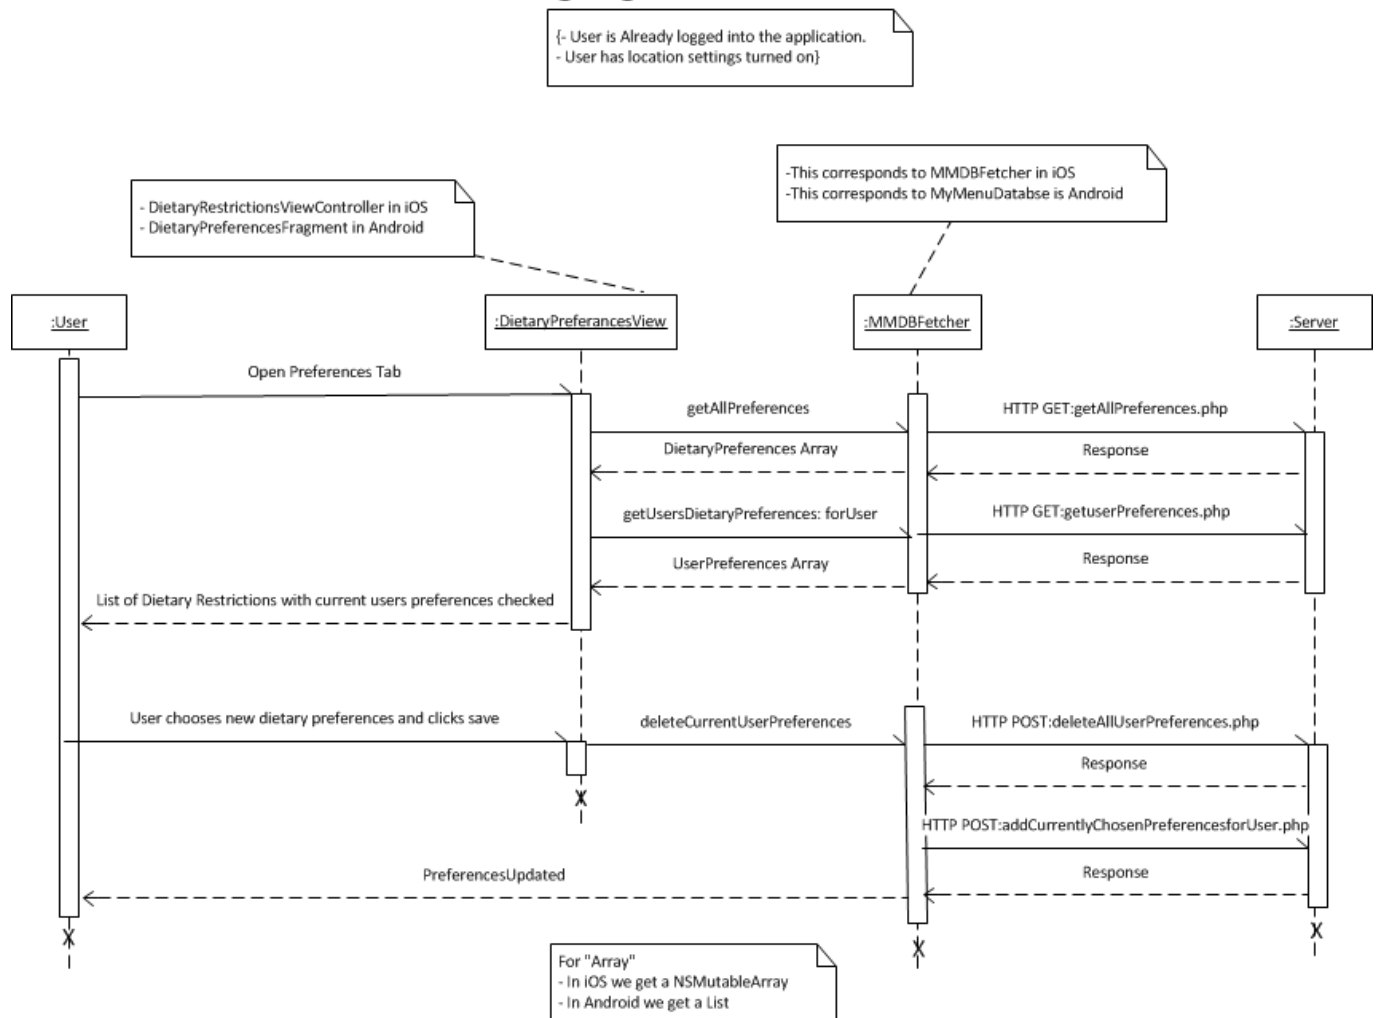 {- User is Already logged into the application.
- User has location settings turned on}
-This corresponds to MMDBFetcher in iOS
-This corresponds to MyMenuDatabse is Android
- DietaryRestrictionsViewController in iOS
- DietaryPreferencesFragment in Android
:User
:DietaryPreferancesView
:MMDBFetcher
:Server
Open Preferences Tab
getAllPreferences
HTTP GET:getAllPreferences.php
DietaryPreferences Array
Response
getUsersDietaryPreferences: forUser
HTTP GET:getuserPreferences.php
UserPreferences Array
Response
List of Dietary Restrictions with current users preferences checked
User chooses new dietary preferences and clicks save
deleteCurrentUserPreferences
HTTP POST:deleteAllUserPreferences.php
Response
HTTP POST:addCurrentlyChosenPreferencesforUser.php
PreferencesUpdated
Response
For "Array"
- In iOS we get a NSMutableArray
- In Android we get a List